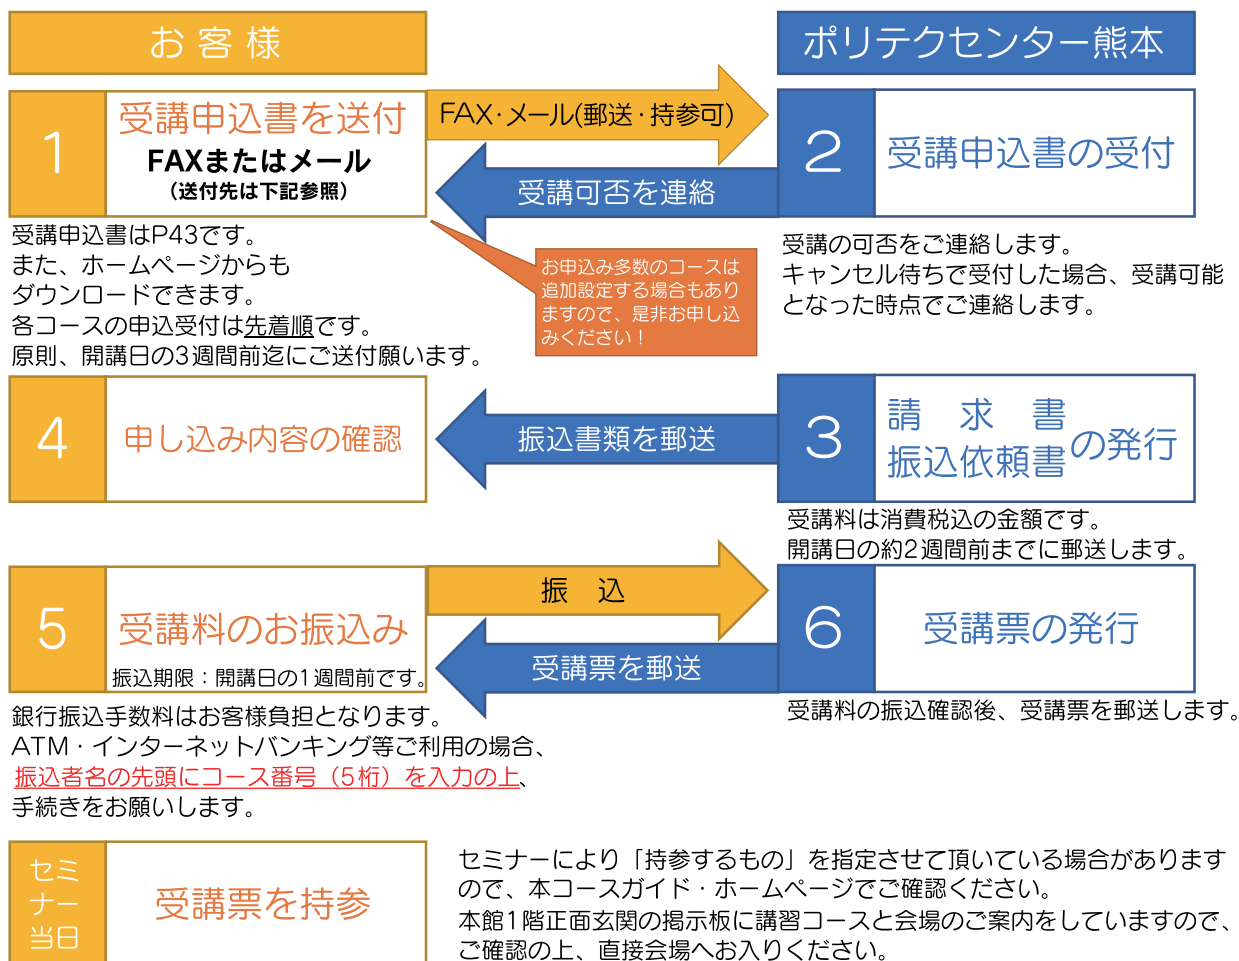 お客様
ポリテクセンター熊本
1
受講申込書を送付
FAXまたはメール
（送付先は下記参照）
FAX・メール(郵送・持参可)
受講可否を連絡
2
受講申込書の受付
受講申込書はP43です。
また、ホームページからも
ダウンロードできます。
各コースの申込受付は先着順です。
原則、開講日の3週間前迄にご送付願います。
お申込み多数のコースは
追加設定する場合もあり
ますので、是非お申し込
みください！
受講の可否をご連絡します。
キャンセル待ちで受付した場合、受講可能
となった時点でご連絡します。
4
申し込み内容の確認
振込書類を郵送
3
請　求　書
振込依頼書
の発行
受講料は消費税込の金額です。
開講日の約2週間前までに郵送します。
5
受講料のお振込み
振込期限：開講日の1週間前です。
振　込
受講票を郵送
6
受講票の発行
銀行振込手数料はお客様負担となります。
ATM・インターネットバンキング等ご利用の場合、
振込者名の先頭にコース番号（5桁）を入力の上、
手続きをお願いします。
受講料の振込確認後、受講票を郵送します。
セミ
ナー
当日
受講票を持参
セミナーにより「持参するもの」を指定させて頂いている場合があります
ので、本コースガイド・ホームページでご確認ください。
本館1階正面玄関の掲示板に講習コースと会場のご案内をしていますので、
ご確認の上、直接会場へお入りください。